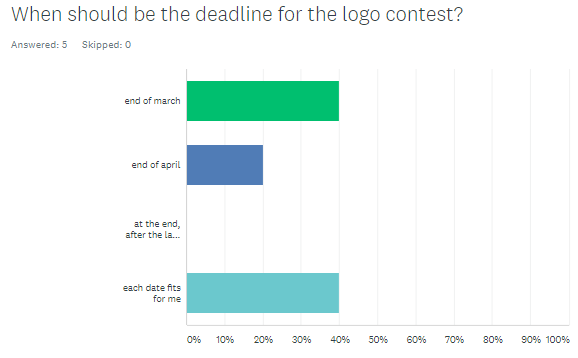 When should be the deadline for the logo contest?
Answered: 5 Skipped: 0
end of march
end of april
at the end,
after the la...
each date fits
for me
0% 10% 20% 30% 40% 50% 60% 70% 80% 90% 100%